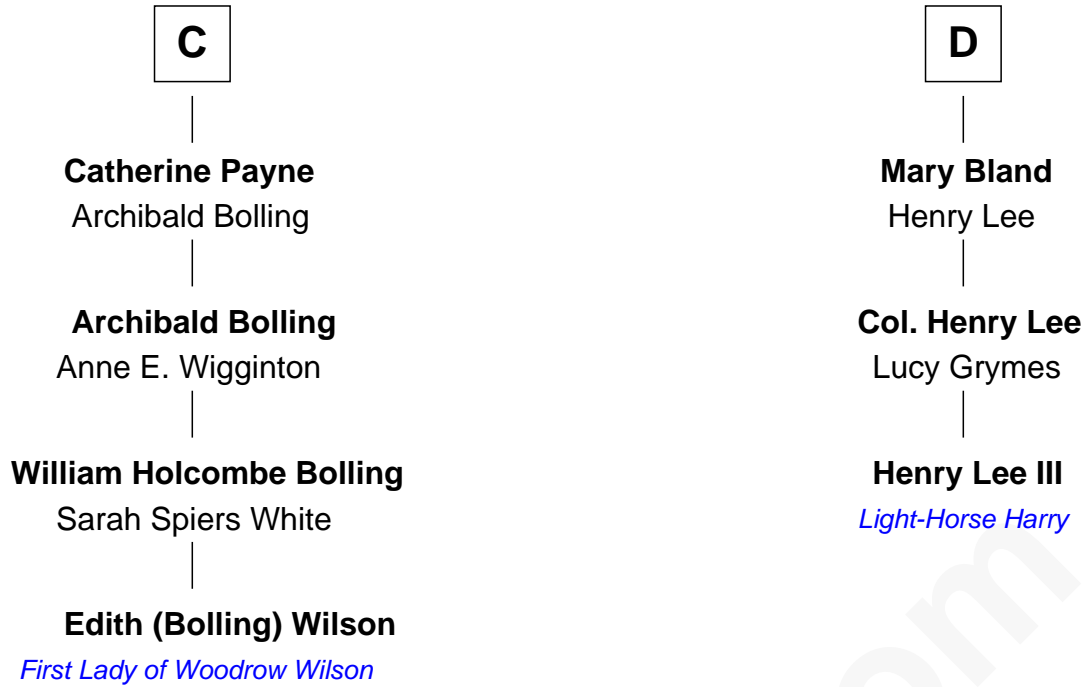 C
D
Catherine Payne
Archibald Bolling
Mary Bland
Henry Lee
Archibald Bolling
Anne E. Wigginton
Col. Henry Lee
Lucy Grymes
William Holcombe Bolling
Sarah Spiers White
Henry Lee III
Light-Horse Harry
Edith (Bolling) Wilson
First Lady of Woodrow Wilson
om